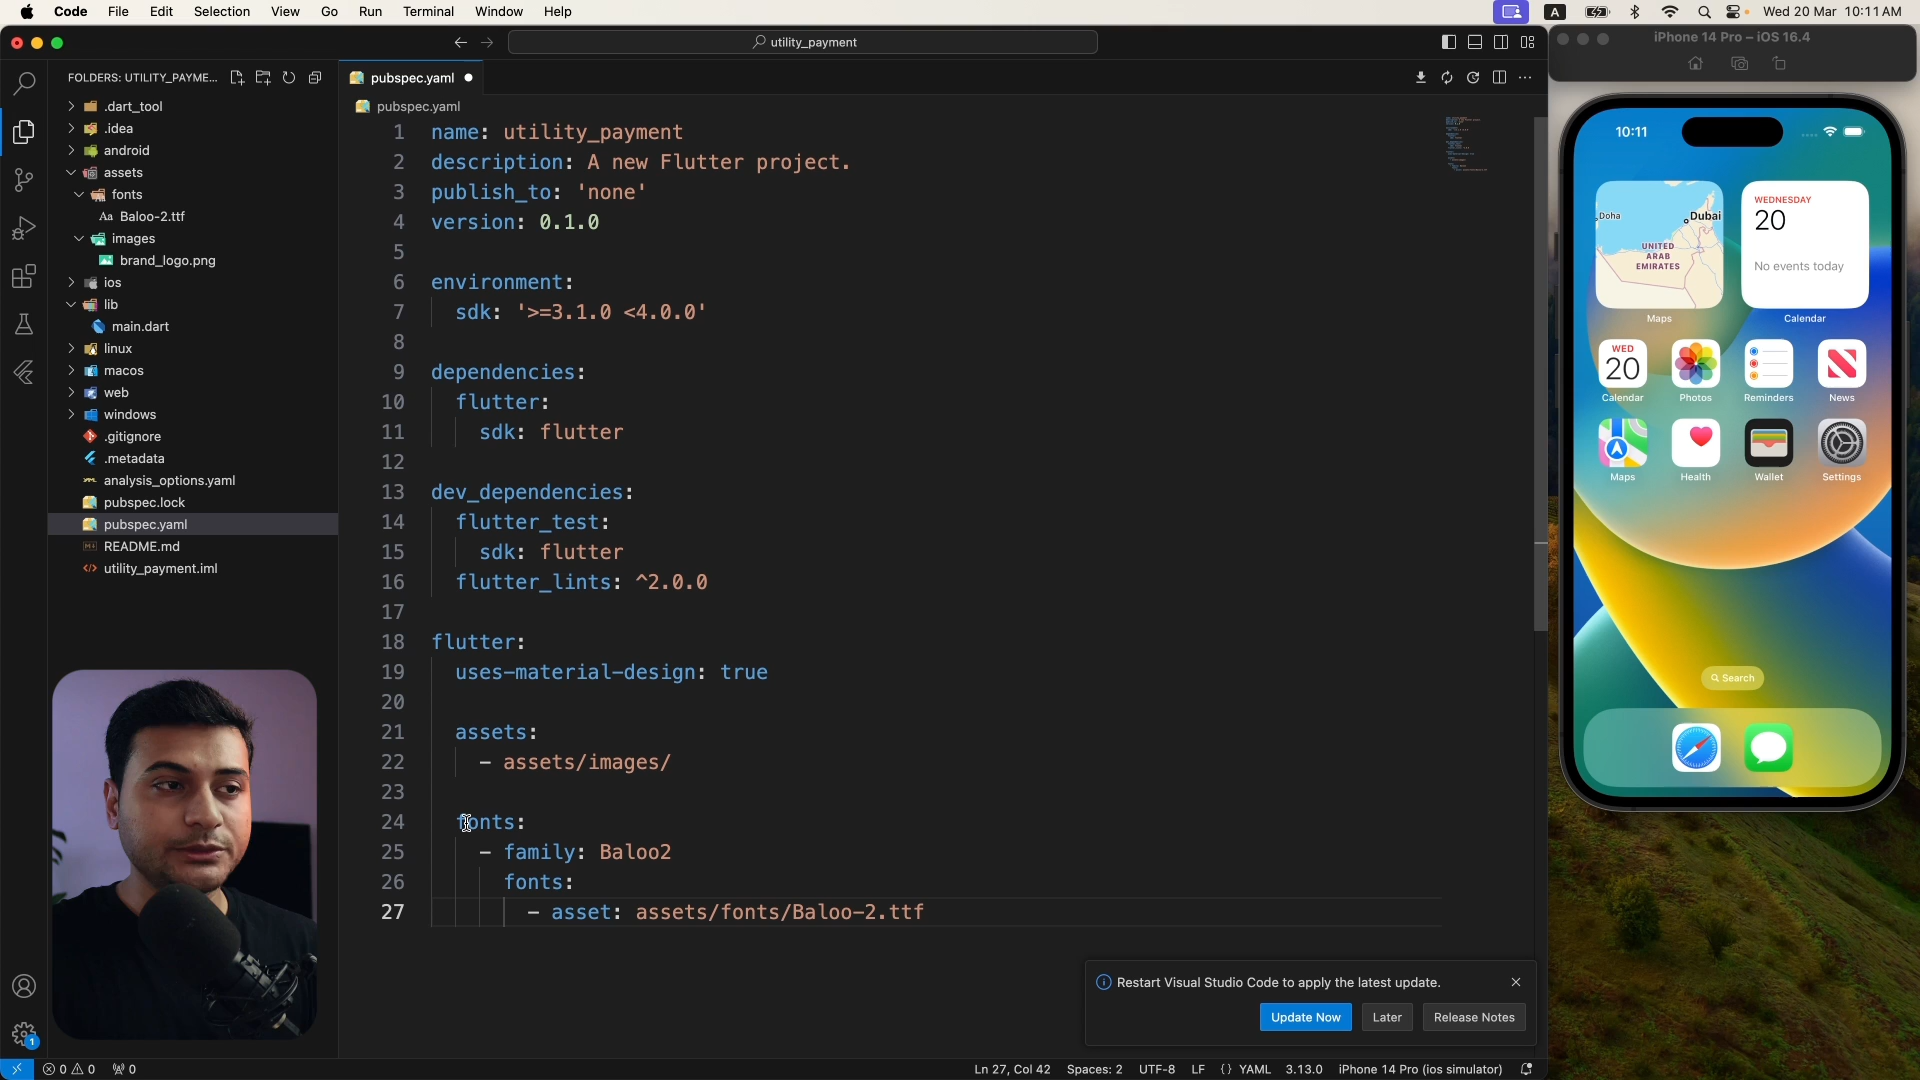 Code File Edit Selection View Go Run Terminal Window Help
A
Wed 20 Mar 10:11 AM
utility_payment
FOLDERS: UTILITY_PAYME...
.dart_tool
.idea
android
assets
fonts
Aa Baloo-2.ttf
images
brand_logo.png
ios
lib
main.dart
linux
macos
web
windows
.gitignore
.metadata
analysis_options.yaml
pubspec.lock
pubspec.yaml
README.md
utility_payment.iml
1
pubspec.yaml
pubspec.yaml
1 name: utility_payment
2 description: A new Flutter project.
3 publish_to: 'none'
4 version: 0.1.0
5
6 environment:
7 sdk: '>=3.1.0 <4.0.0'
8
9 dependencies:
10 flutter:
11 sdk: flutter
12
13 dev_dependencies:
14 flutter_test:
15 sdk: flutter
16 flutter_lints: ^2.0.0
17
18 flutter:
19 uses-material-design: true
20
21 assets:
22 - assets/images/
23
24 fonts:
25 - family: Baloo2
26 fonts:
27 - asset: assets/fonts/Baloo-2.ttf
Restart Visual Studio Code to apply the latest update.
Update Now Later Release Notes
0 0 0
Ln 27, Col 42 Spaces: 2 UTF-8 LF {} YAML 3.13.0 iPhone 14 Pro (ios simulator)
iPhone 14 Pro – iOS 16.4
10:11
Doha
Dubai
UNITED
ARAB
EMIRATES
Maps
WEDNESDAY
20
No events today
Calendar
WED
20
Calendar Photos Reminders News
Maps Health Wallet Settings
Search